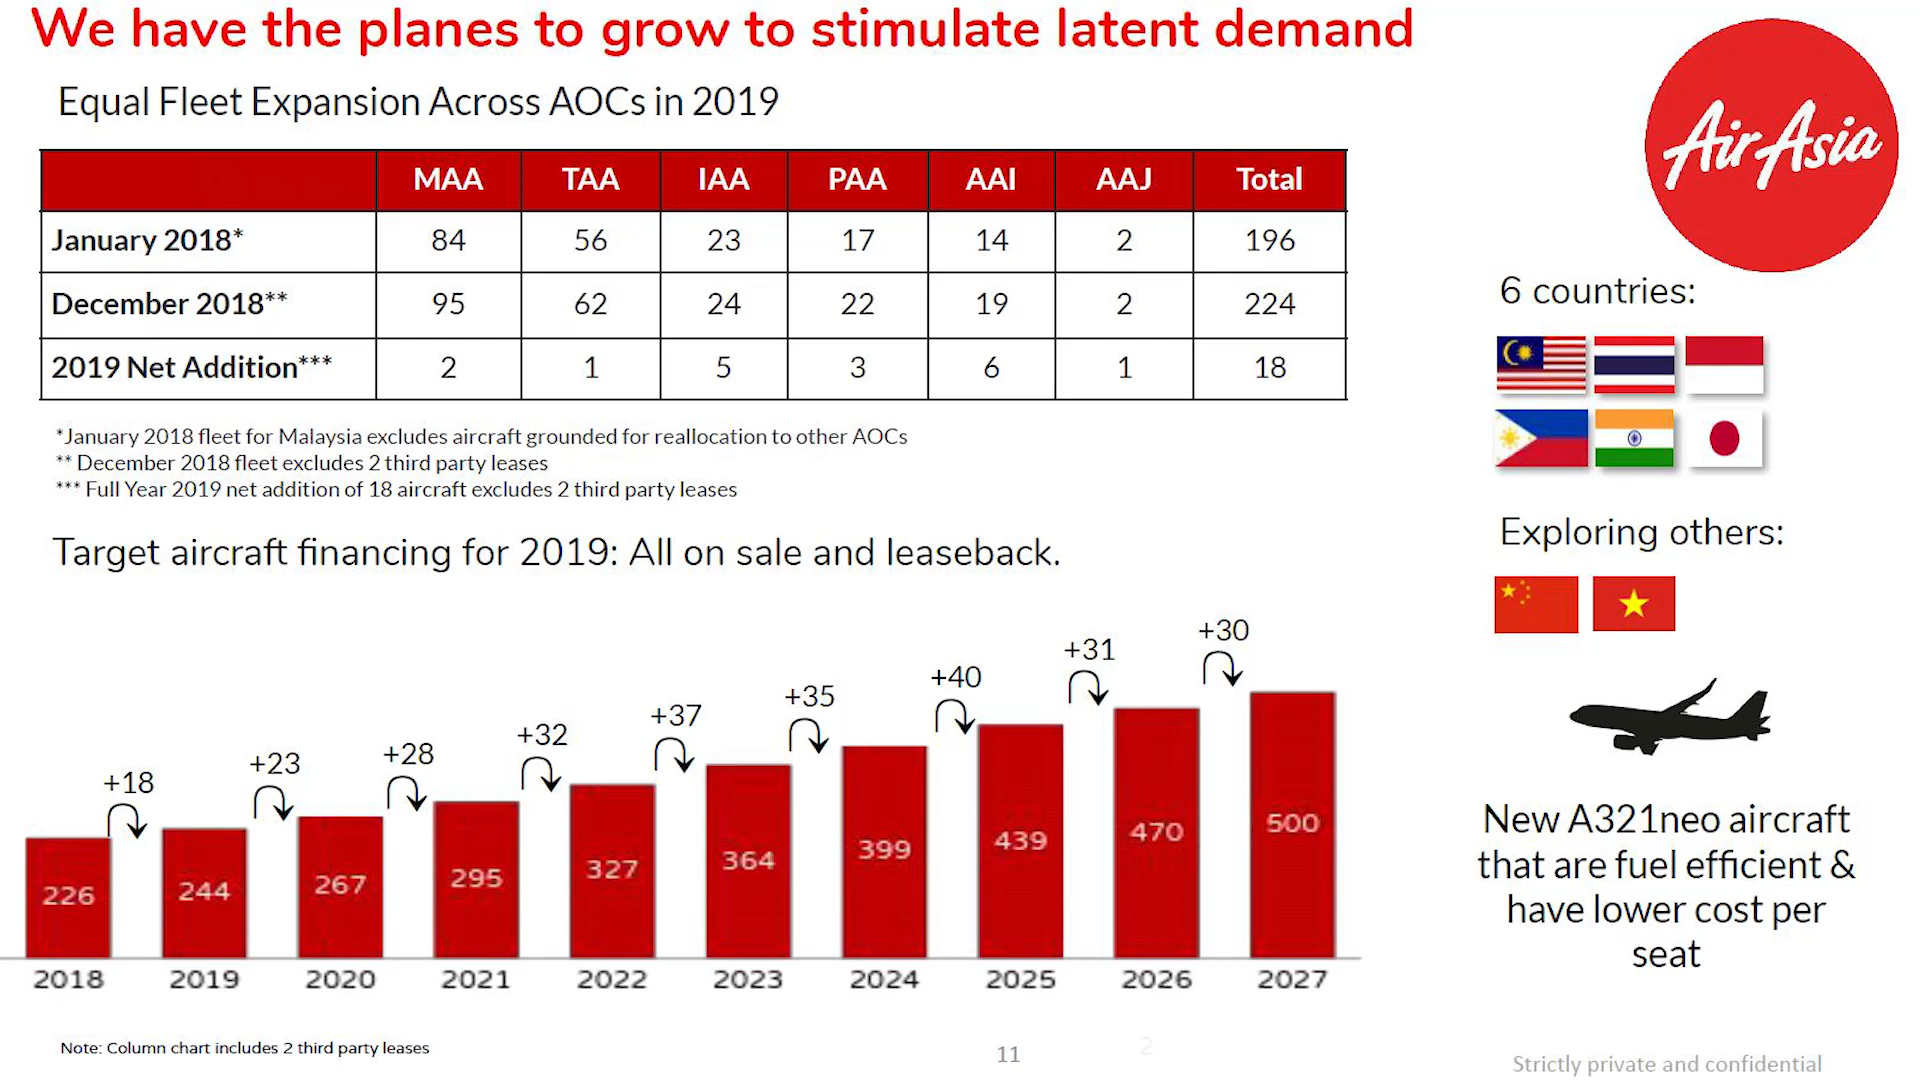 We have the planes to grow to stimulate latent demand
AirAsia
Equal Fleet Expansion Across AOCs in 2019
MAA TAA IAA PAA AAI AAJ Total
January 2018* 84 56 23 17 14 2 196
December 2018** 95 62 24 22 19 2 224
2019 Net Addition*** 2 1 5 3 6 1 18
*January 2018 fleet for Malaysia excludes aircraft grounded for reallocation to other AOCs
** December 2018 fleet excludes 2 third party leases
*** Full Year 2019 net addition of 18 aircraft excludes 2 third party leases
6 countries:
Exploring others:
Target aircraft financing for 2019: All on sale and leaseback.
+18 +23 +28 +32 +37 +35 +40 +31 +30
226 244 267 295 327 364 399 439 470 500
2018 2019 2020 2021 2022 2023 2024 2025 2026 2027
New A321neo aircraft
that are fuel efficient &
have lower cost per
seat
Note: Column chart includes 2 third party leases
11
2
Strictly private and confidential